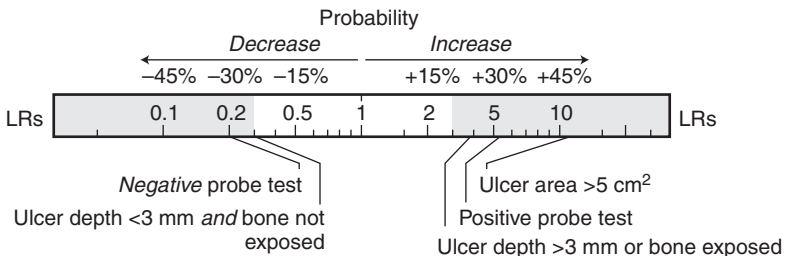 Probability
Decrease Increase
–45% –30% –15% +15% +30% +45%
LRs 0.1 0.2 0.5 1 2 5 10 LRs
Negative probe test Ulcer area >5 cm²
Ulcer depth <3 mm and bone not Positive probe test
exposed Ulcer depth >3 mm or bone exposed